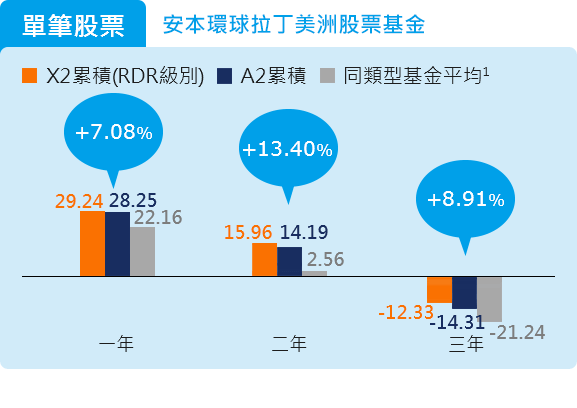 單筆股票 安本環球拉丁美洲股票基金
X2累積(RDR級別) A2累積 同類型基金平均¹
+7.08%
+13.40%
+8.91%
29.24 28.25 22.16
15.96 14.19 2.56
-12.33 -14.31 -21.24
一年 二年 三年